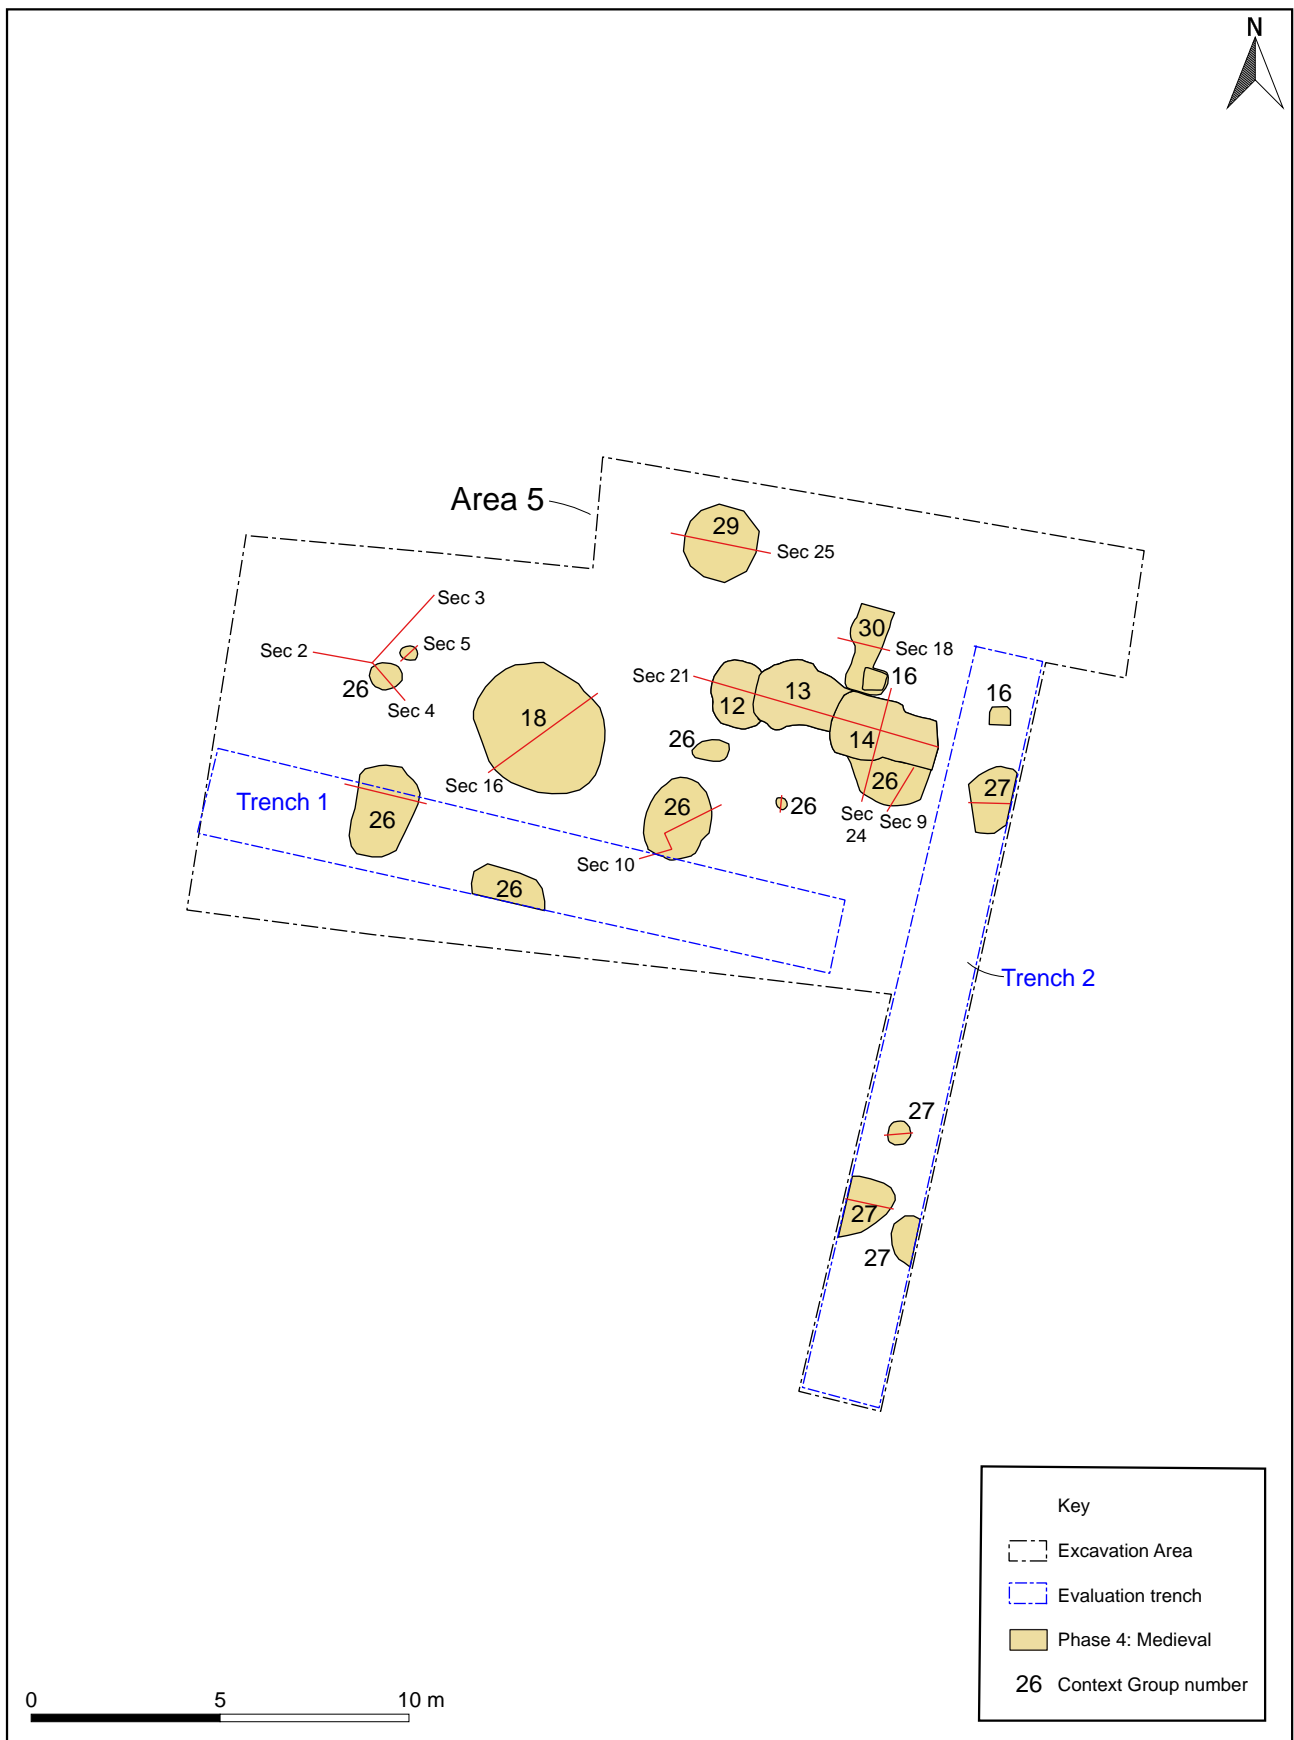 N
Area 5
29
Sec 25
Sec 3
30
Sec 5
Sec 2
Sec 18
16
Sec 21
26
13
16
12
Sec 4
18
14
26
26
27
Sec 16
Trench 1
26
26
26
Sec 24
Sec 9
Sec 10
26
Trench 2
27
27
27
Key
Excavation Area
Evaluation trench
Phase 4: Medieval
26 Context Group number
0 5 10 m